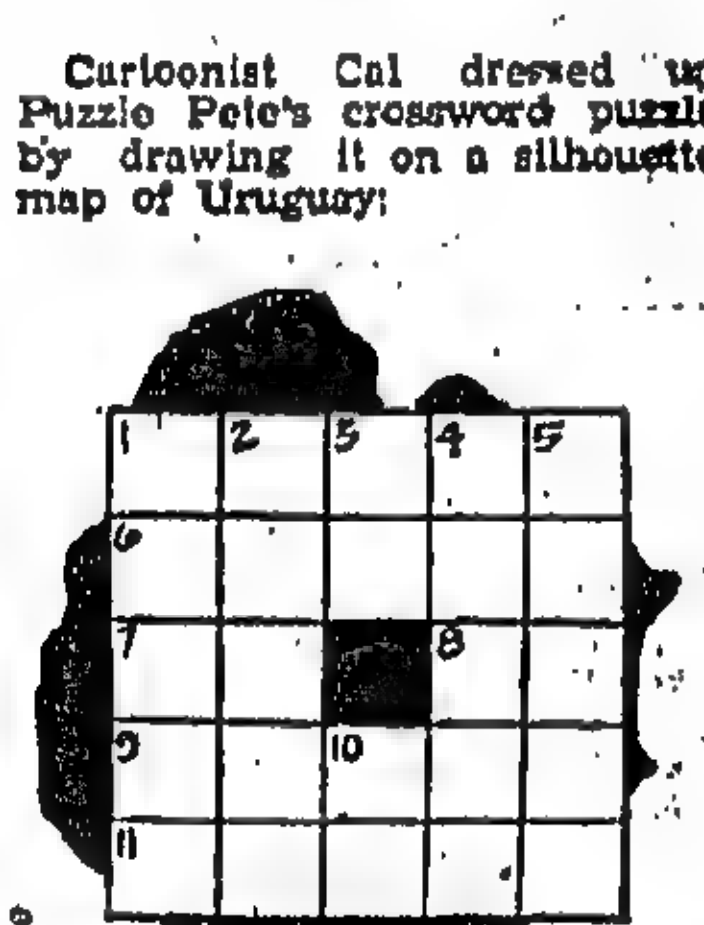 Cartoonist Cal dressed up
Puzzle Pete's crossword puzzle
by drawing it on a silhouette
map of Uruguay:
1 2 3 4 5
6
7 8
9 10
11